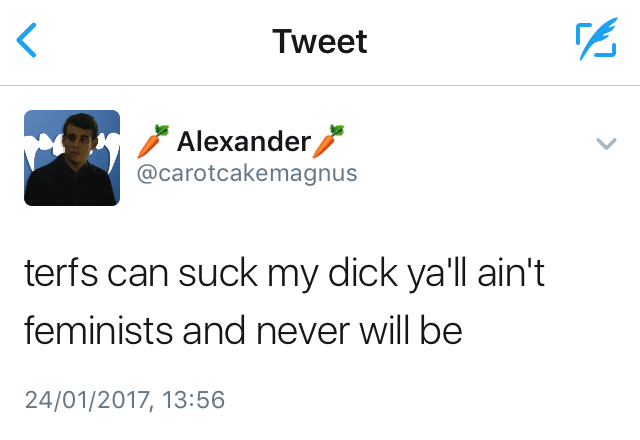 Tweet
🥕 Alexander 🥕
@carotcakemagnus
terfs can suck my dick ya'll ain't
feminists and never will be
24/01/2017, 13:56